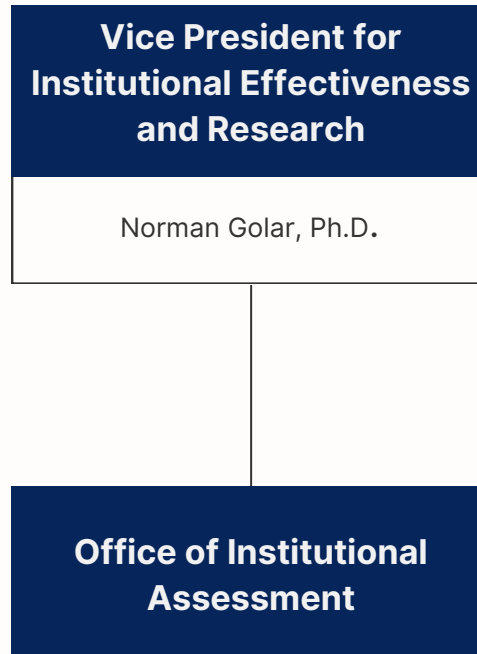 Vice President for
Institutional Effectiveness
and Research
Norman Golar, Ph.D.
Office of Institutional
Assessment